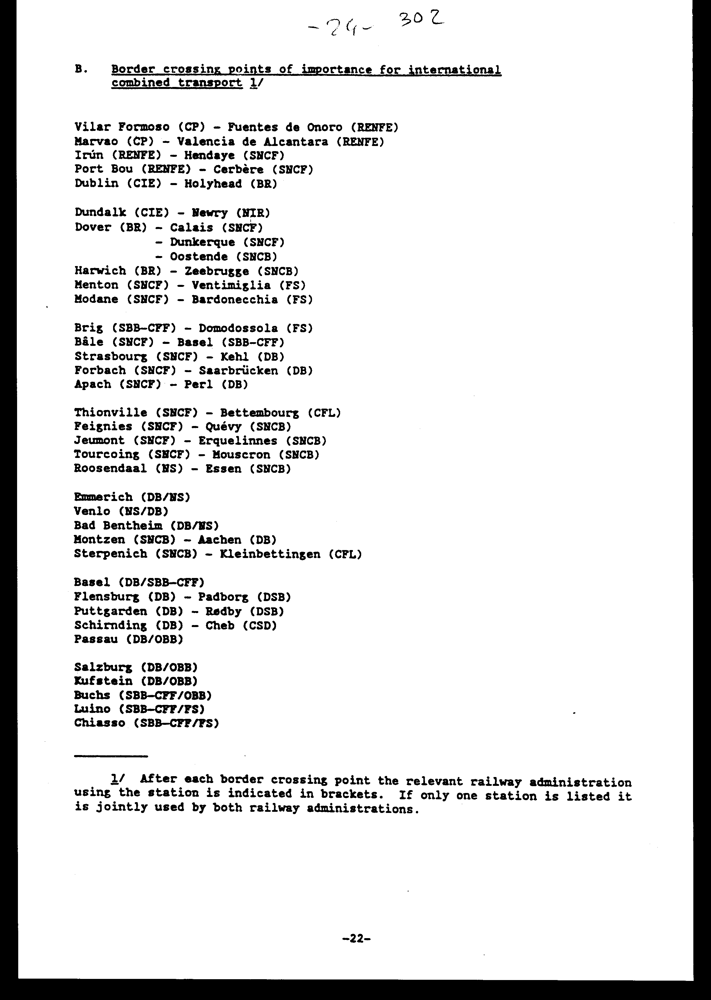 -24- 302
B. Border crossing points of importance for international
combined transport 1/
Vilar Formoso (CP) - Fuentes de Onoro (RENFE)
Marvao (CP) - Valencia de Alcantara (RENFE)
Irún (RENFE) - Hendaye (SNCF)
Port Bou (RENFE) - Cerbère (SNCF)
Dublin (CIE) - Holyhead (BR)
Dundalk (CIE) - Newry (NIR)
Dover (BR) - Calais (SNCF)
- Dunkerque (SNCF)
- Oostende (SNCB)
Harwich (BR) - Zeebrugge (SNCB)
Menton (SNCF) - Ventimiglia (FS)
Modane (SNCF) - Bardonecchia (FS)
Brig (SBB-CFF) - Domodossola (FS)
Bâle (SNCF) - Basel (SBB-CFF)
Strasbourg (SNCF) - Kehl (DB)
Forbach (SNCF) - Saarbrücken (DB)
Apach (SNCF) - Perl (DB)
Thionville (SNCF) - Bettembourg (CFL)
Feignies (SNCF) - Quévy (SNCB)
Jeumont (SNCF) - Erquelinnes (SNCB)
Tourcoing (SNCF) - Mouscron (SNCB)
Roosendaal (NS) - Essen (SNCB)
Emmerich (DB/NS)
Venlo (NS/DB)
Bad Bentheim (DB/NS)
Montzen (SNCB) - Aachen (DB)
Sterpenich (SNCB) - Kleinbettingen (CFL)
Basel (DB/SBB-CFF)
Flensburg (DB) - Padborg (DSB)
Puttgarden (DB) - Rødby (DSB)
Schirnding (DB) - Cheb (CSD)
Passau (DB/OBB)
Salzburg (DB/OBB)
Kufstein (DB/OBB)
Buchs (SBB-CFF/OBB)
Luino (SBB-CFF/FS)
Chiasso (SBB-CFF/FS)
1/ After each border crossing point the relevant railway administration
using the station is indicated in brackets. If only one station is listed it
is jointly used by both railway administrations.
-22-